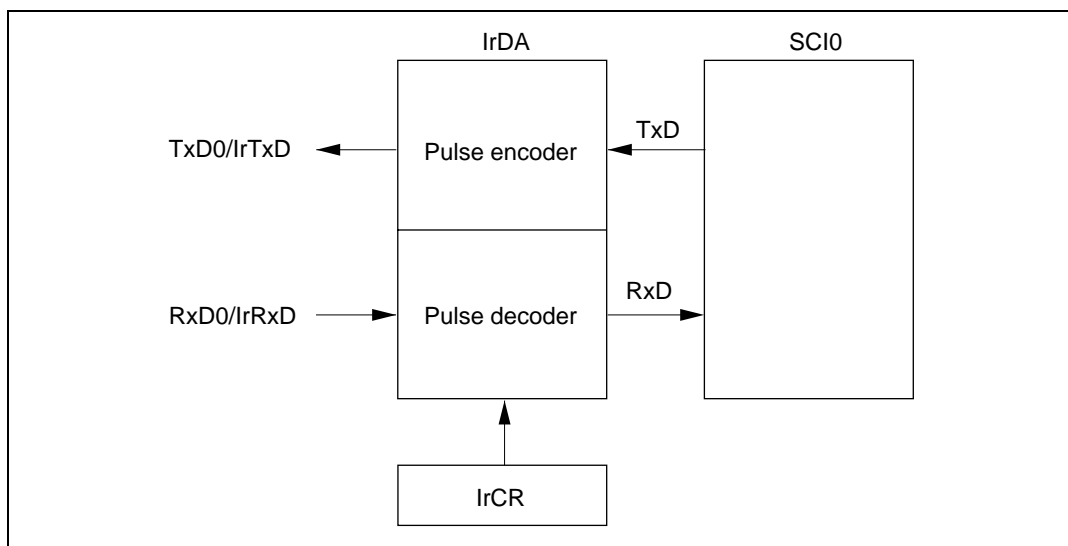 IrDA
SCI0
TxD0/IrTxD
Pulse encoder
TxD
RxD0/IrRxD
Pulse decoder
RxD
IrCR